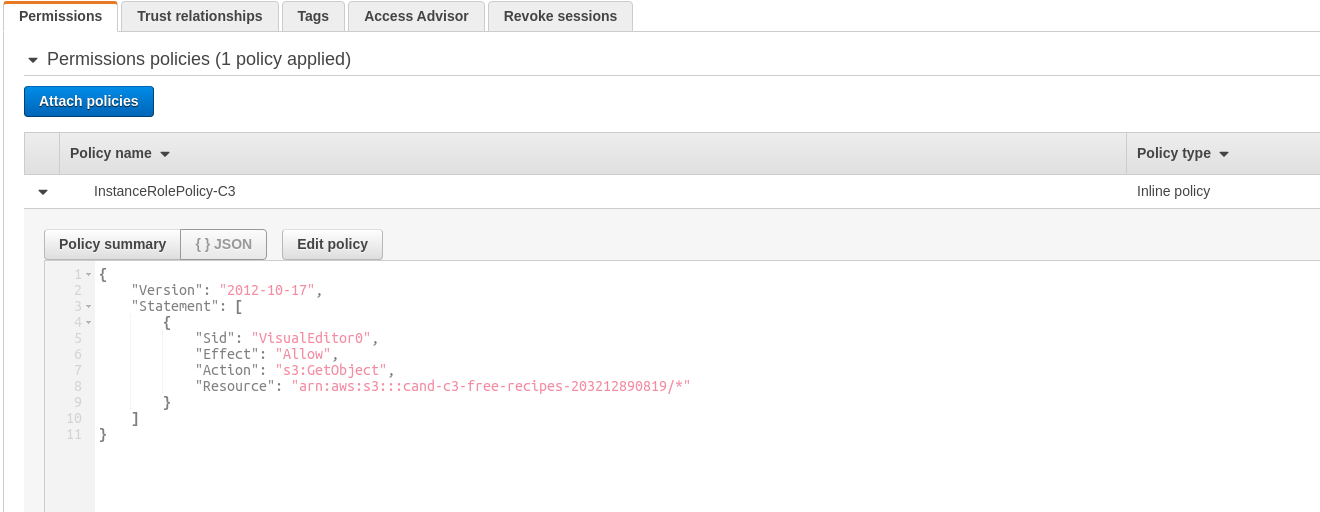 Permissions Trust relationships Tags Access Advisor Revoke sessions
Permissions policies (1 policy applied)
Attach policies
Policy name Policy type
InstanceRolePolicy-C3 Inline policy
Policy summary { } JSON Edit policy
1 {
2 "Version": "2012-10-17",
3 "Statement": [
4 {
5 "Sid": "VisualEditor0",
6 "Effect": "Allow",
7 "Action": "s3:GetObject",
8 "Resource": "arn:aws:s3:::cand-c3-free-recipes-203212890819/*"
9 }
10 ]
11 }